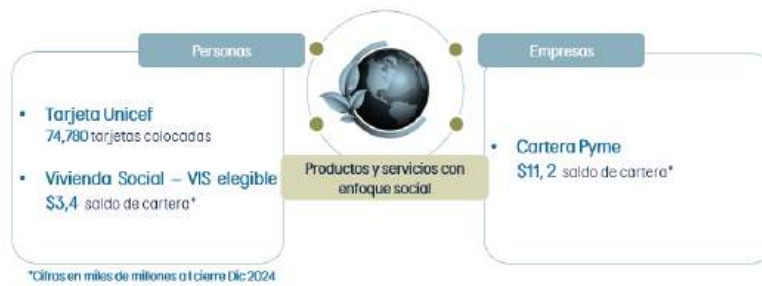 Personas
Tarjeta Unicef
74,780 tarjetas colocadas
Vivienda Social – VIS elegible
$3,4 saldo de cartera*
Productos y servicios con
enfoque social
Empresas
Cartera Pyme
$11, 2 saldo de cartera*
*Cifras en miles de millones al cierre Dic 2024